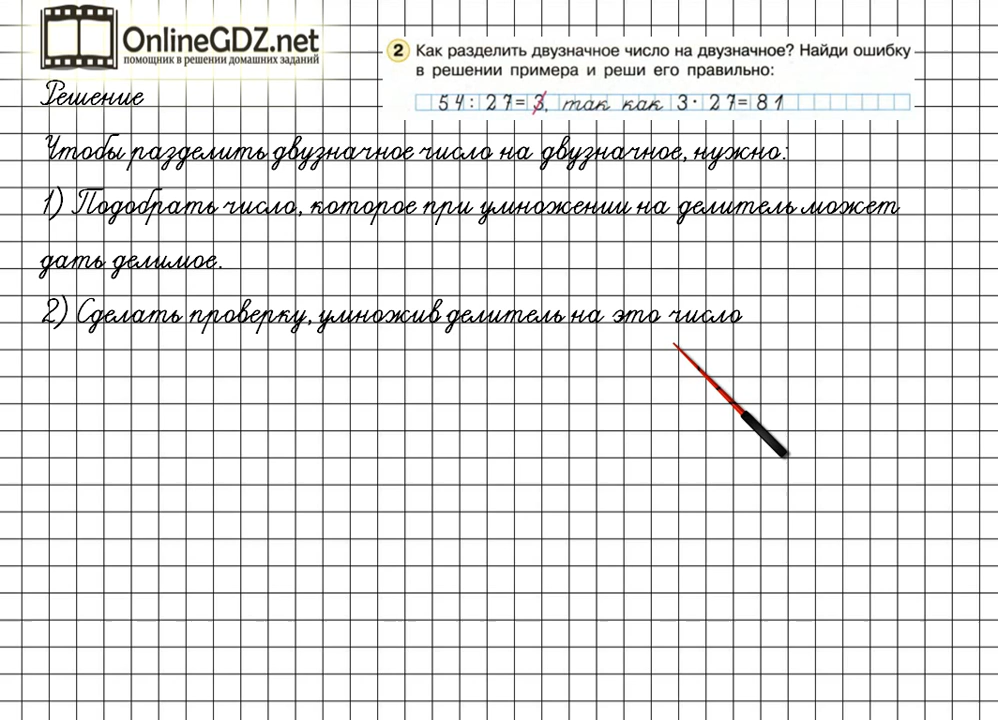 OnlineGDZ.net
помощник в решении домашних заданий
2 Как разделить двузначное число на двузначное? Найди ошибку
в решении примера и реши его правильно:
54 : 27 = 3, так как 3 · 27 = 81
Решение
Чтобы разделить двузначное число на двузначное, нужно:
1) Подобрать число, которое при умножении на делитель может
дать делимое.
2) Сделать проверку, умножив делитель на это число